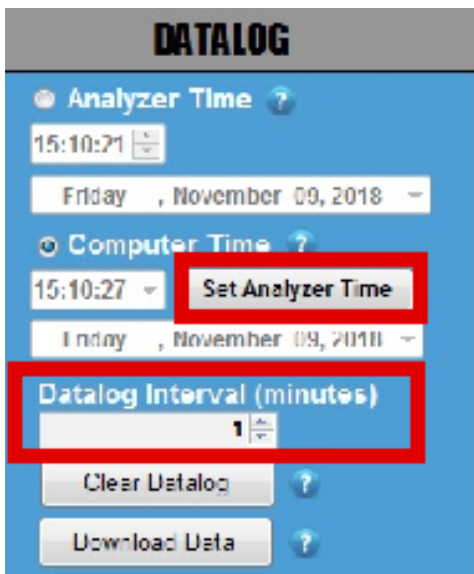 DATALOG
Analyzer Time ?
15:10:21
Friday , November 09, 2018
Computer Time ?
15:10:27 Set Analyzer Time
Friday , November 09, 2018
Datalog Interval (minutes)
1
Clear Datalog ?
Download Data ?